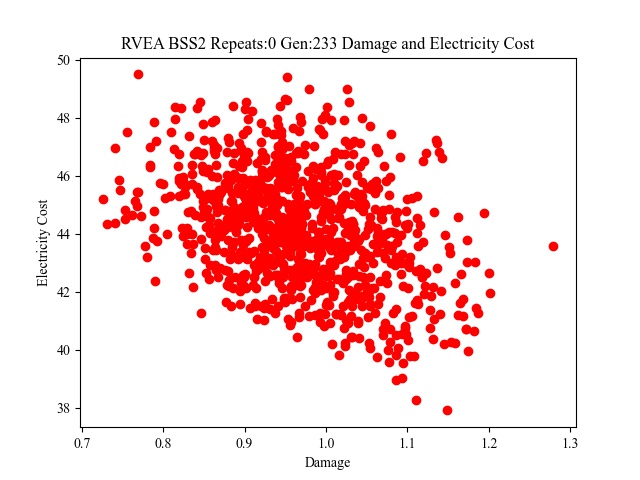 RVEA BSS2 Repeats:0 Gen:233 Damage and Electricity Cost
50
48
46
44
42
40
38
Electricity Cost
0.7 0.8 0.9 1.0 1.1 1.2 1.3
Damage